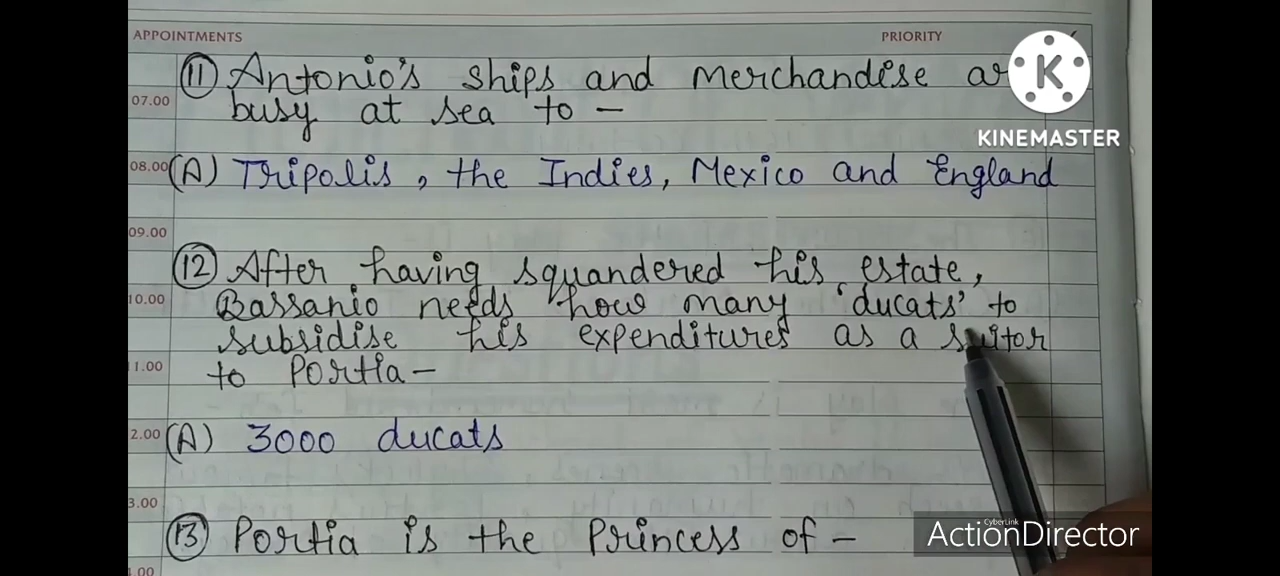 APPOINTMENTS PRIORITY
(11) Antonio's ships and merchandise
07.00 busy at sea to -
08.00 (A) Tripolis, the Indies, Mexico and England
KINEMASTER
09.00
(12) After having squandered his estate,
10.00 Bassanio needs how many 'ducats' to
subsidise his expenditures as a suitor
11.00 to Portia -
2.00 (A) 3000 ducats
3.00
(13) Portia is the Princess of -
CyberLink
ActionDirector
.00